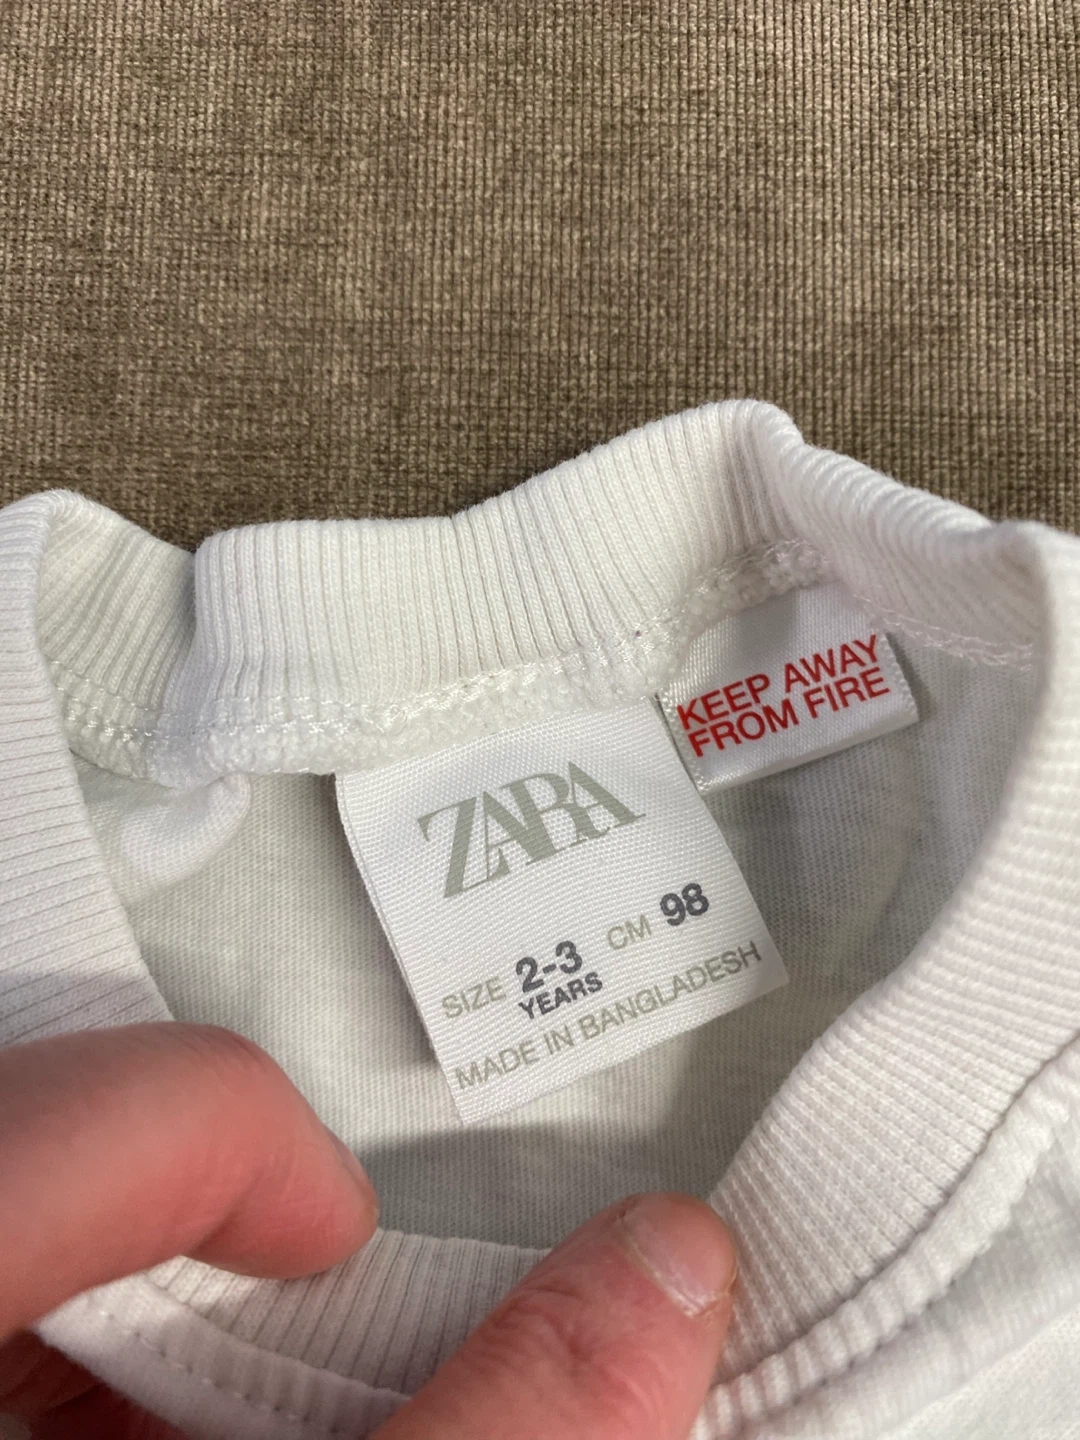 KEEP AWAY
FROM FIRE
ZARA
SIZE 2-3 YEARS CM 98
MADE IN BANGLADESH